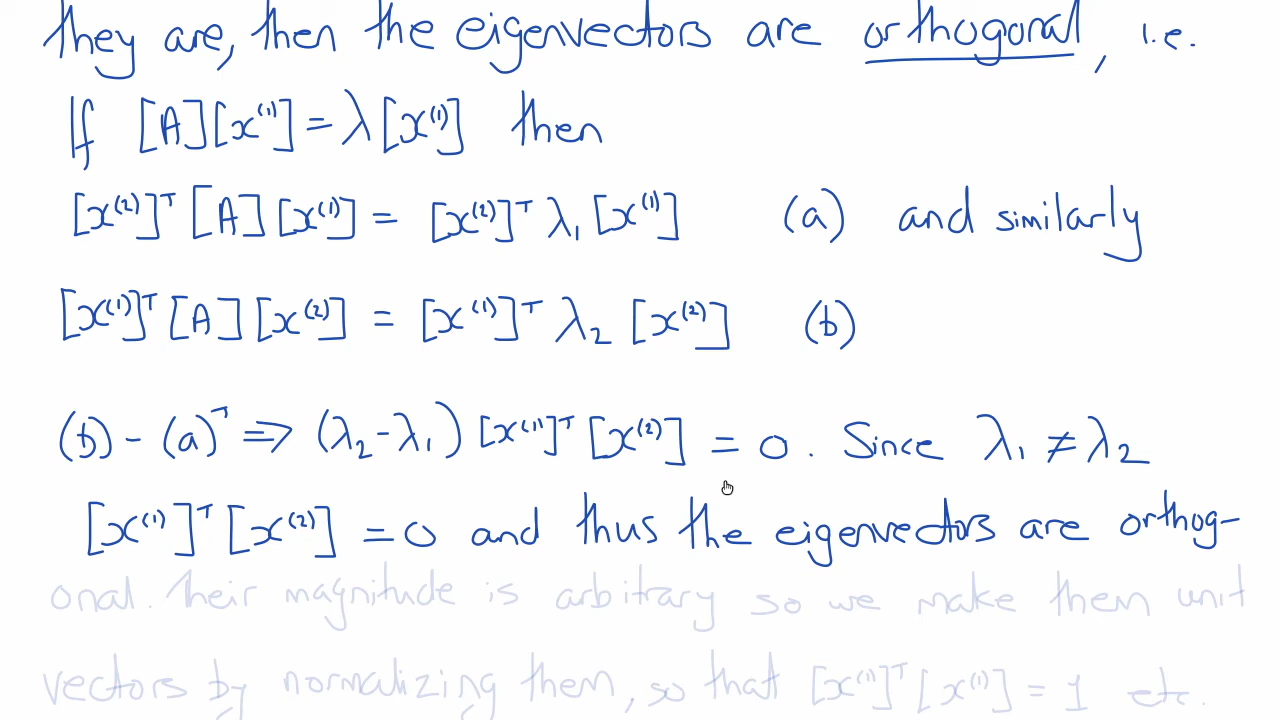 they are, then the eigenvectors are orthogonal, i.e.
If [A][x⁽¹⁾] = λ[x⁽¹⁾] then
[x⁽²⁾]ᵀ [A] [x⁽¹⁾] = [x⁽²⁾]ᵀ λ₁ [x⁽¹⁾] (a) and similarly
[x⁽¹⁾]ᵀ [A] [x⁽²⁾] = [x⁽¹⁾]ᵀ λ₂ [x⁽²⁾] (b)
(b) - (a)ᵀ ⇒ (λ₂ - λ₁) [x⁽¹⁾]ᵀ [x⁽²⁾] = 0. Since λ₁ ≠ λ₂
[x⁽¹⁾]ᵀ [x⁽²⁾] = 0 and thus the eigenvectors are orthog-
onal. Their magnitude is arbitrary so we make them unit
vectors by normalizing them, so that [x⁽¹⁾]ᵀ [x⁽¹⁾] = 1 etc.